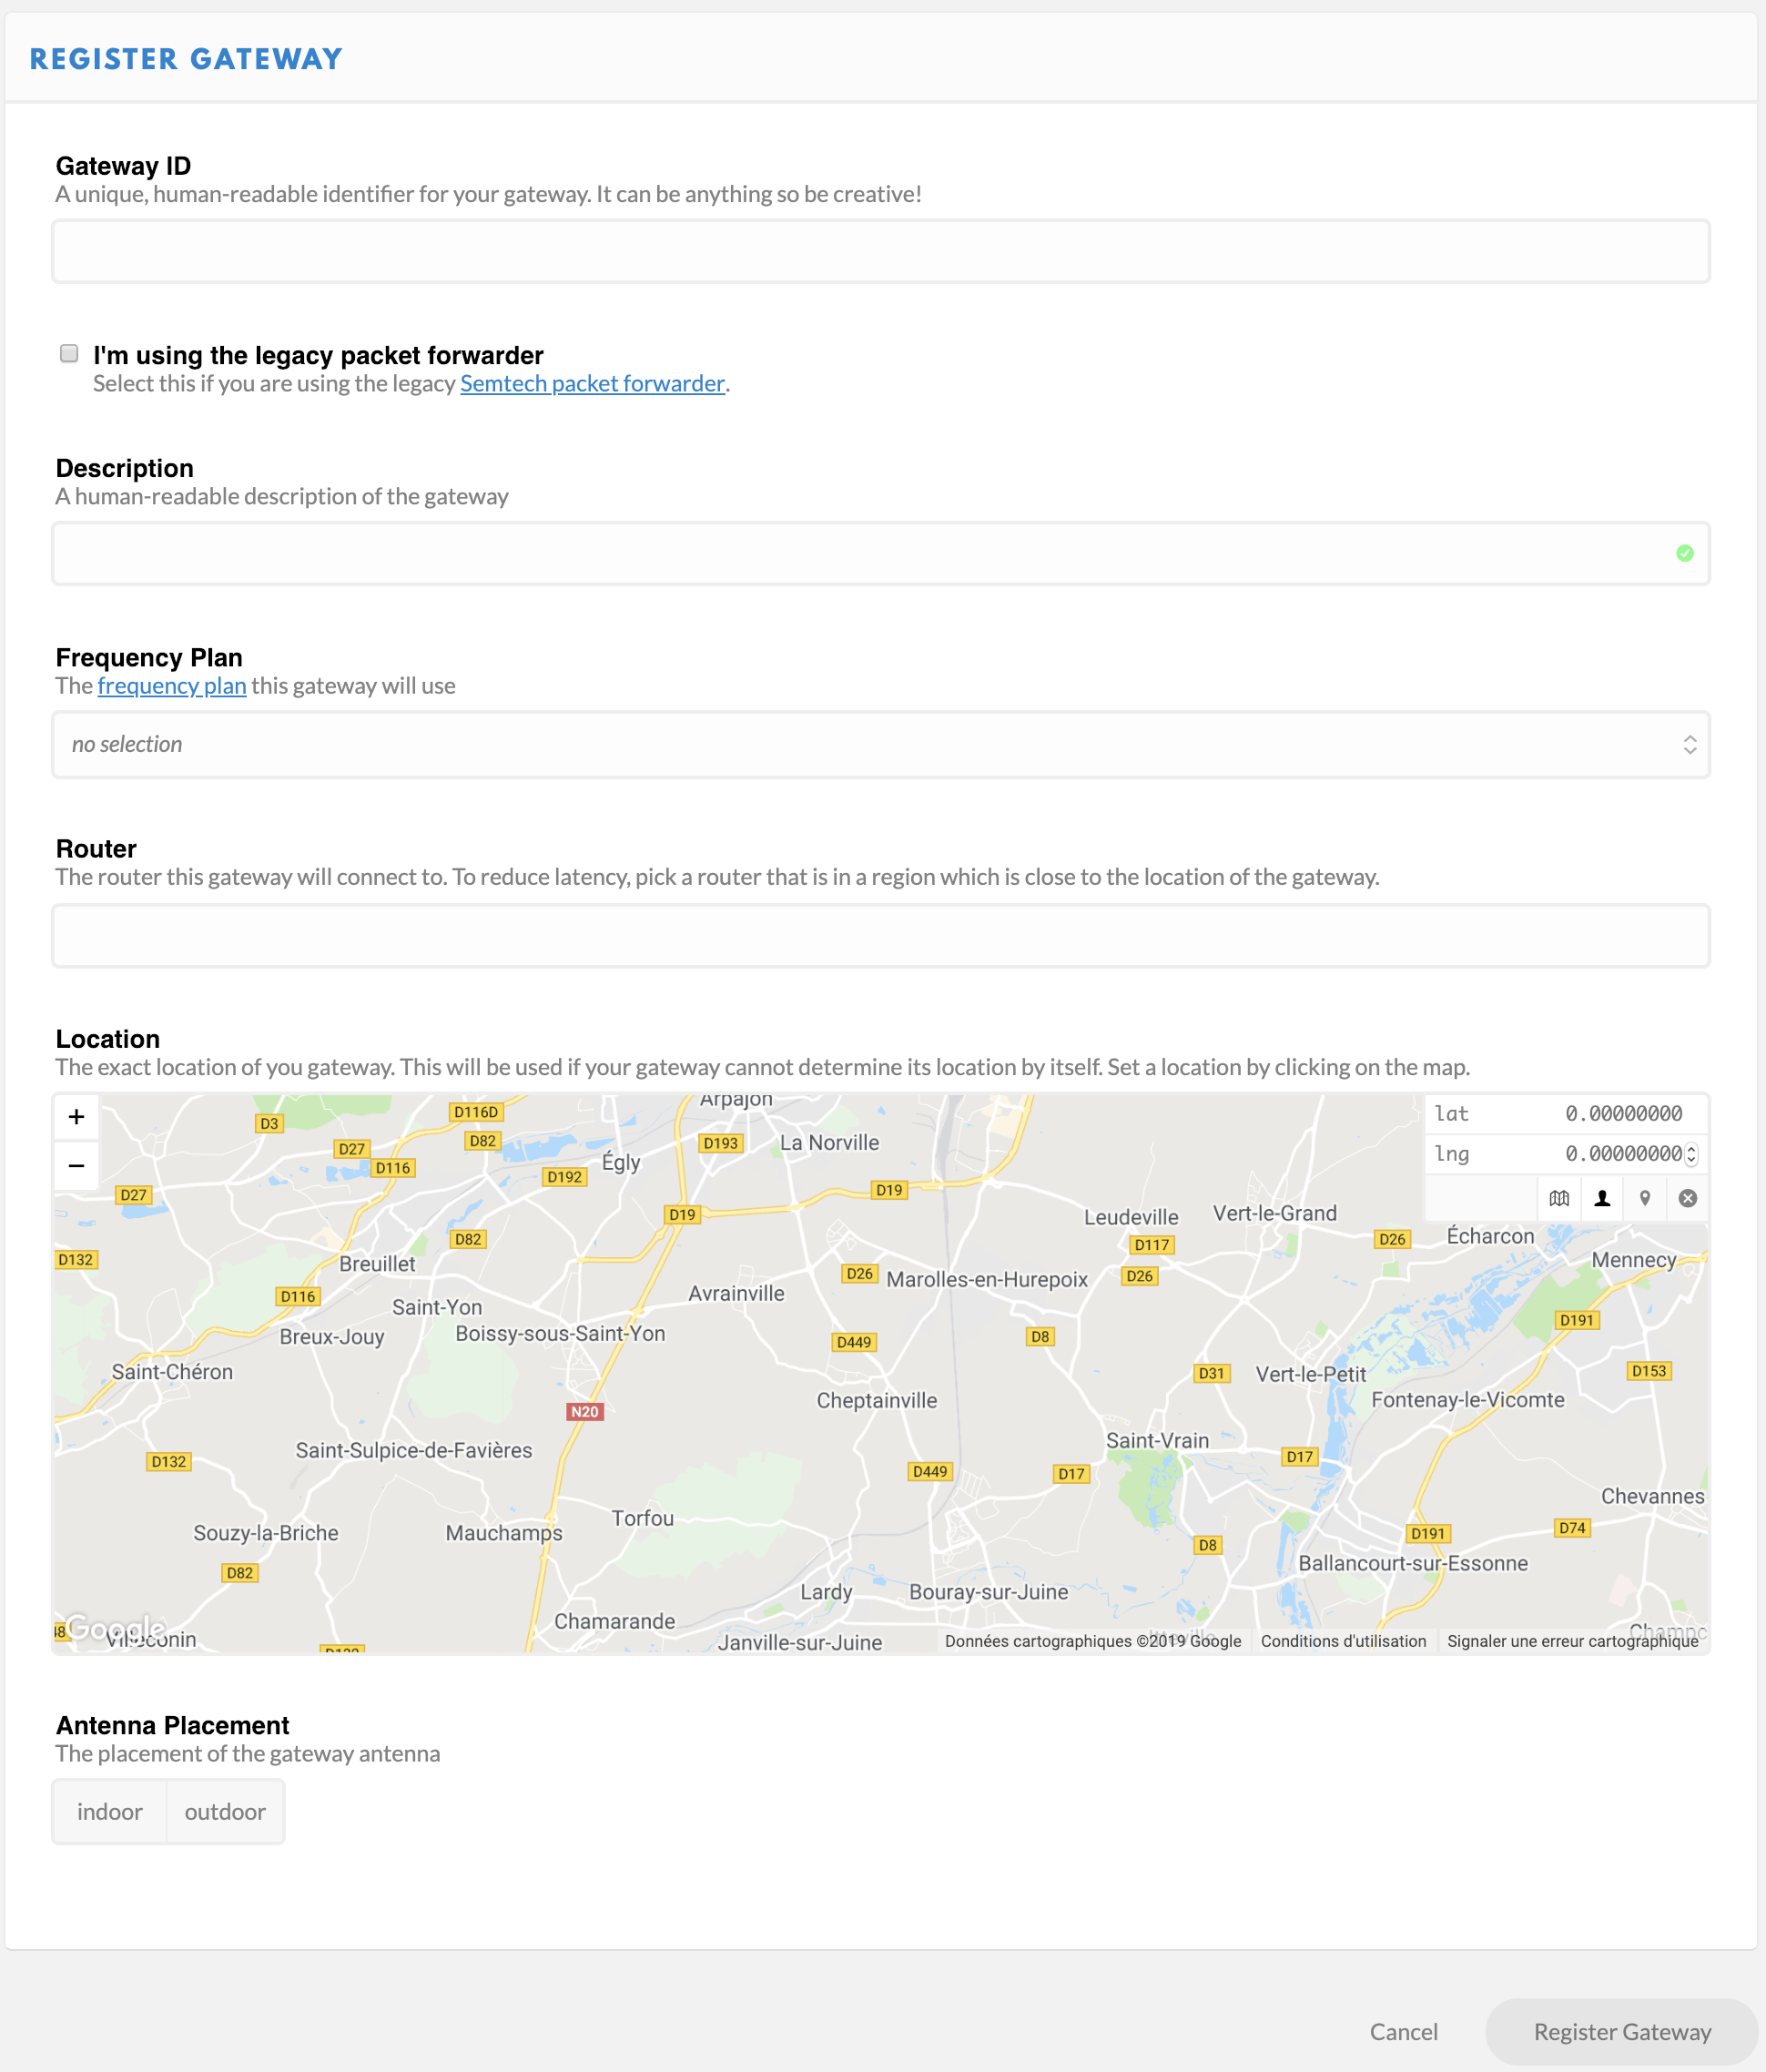 REGISTER GATEWAY
Gateway ID
A unique, human-readable identifier for your gateway. It can be anything so be creative!
I'm using the legacy packet forwarder
Select this if you are using the legacy Semtech packet forwarder.
Description
A human-readable description of the gateway
Frequency Plan
The frequency plan this gateway will use
no selection
Router
The router this gateway will connect to. To reduce latency, pick a router that is in a region which is close to the location of the gateway.
Location
The exact location of you gateway. This will be used if your gateway cannot determine its location by itself. Set a location by clicking on the map.
+
−
lat 0.00000000
lng 0.00000000
Arpajon
D116D
D3
D82
D193
La Norville
D27
D116
Égly
D192
D27
D19
D19
Leudeville
Vert-le-Grand
D82
D117
D26
Écharcon
D132
Breuillet
D26
Marolles-en-Hurepoix
D26
Mennecy
D116
Avrainville
Saint-Yon
Breux-Jouy
Boissy-sous-Saint-Yon
D449
D8
D191
Saint-Chéron
D31
Vert-le-Petit
D153
N20
Cheptainville
Fontenay-le-Vicomte
Saint-Sulpice-de-Favières
Saint-Vrain
D132
D449
D17
D17
Chevannes
Souzy-la-Briche
Mauchamps
Torfou
D191
D74
D82
D8
Ballancourt-sur-Essonne
Lardy
Bouray-sur-Juine
Chamarande
Google
Villeconin
Janville-sur-Juine
Données cartographiques ©2019 Google
Conditions d'utilisation
Signaler une erreur cartographique
Antenna Placement
The placement of the gateway antenna
indoor outdoor
Cancel
Register Gateway